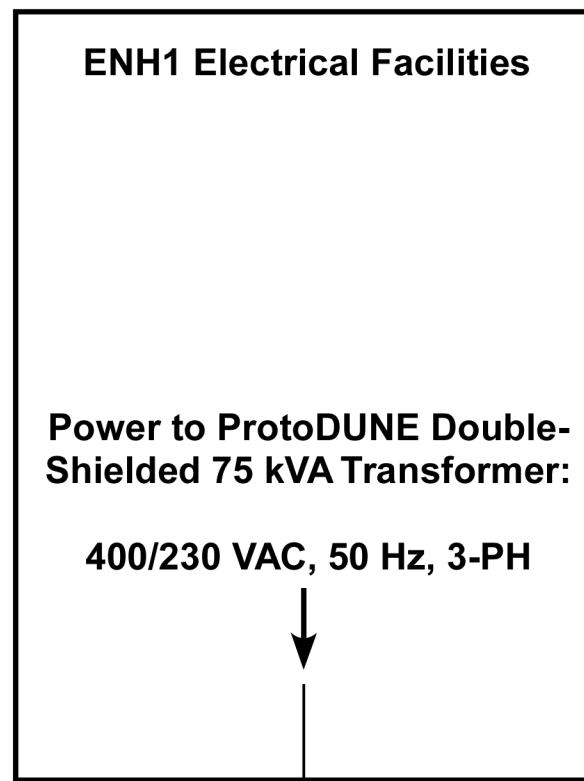 ENH1 Electrical Facilities
Power to ProtoDUNE Double-
Shielded 75 kVA Transformer:
400/230 VAC, 50 Hz, 3-PH